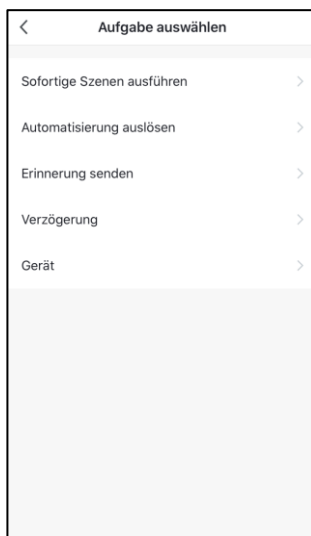 Aufgabe auswählen
Sofortige Szenen ausführen
Automatisierung auslösen
Erinnerung senden
Verzögerung
Gerät